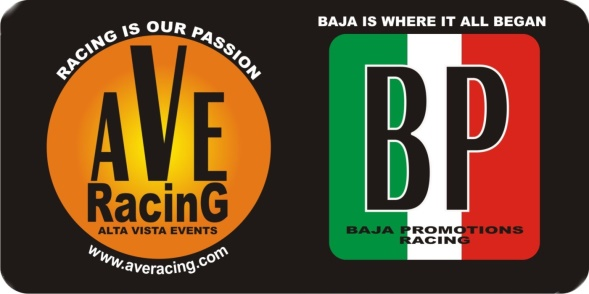 RACING IS OUR PASSION
AVE
RacinG
ALTA VISTA EVENTS
www.averacing.com
BAJA IS WHERE IT ALL BEGAN
BP
BAJA PROMOTIONS
RACING